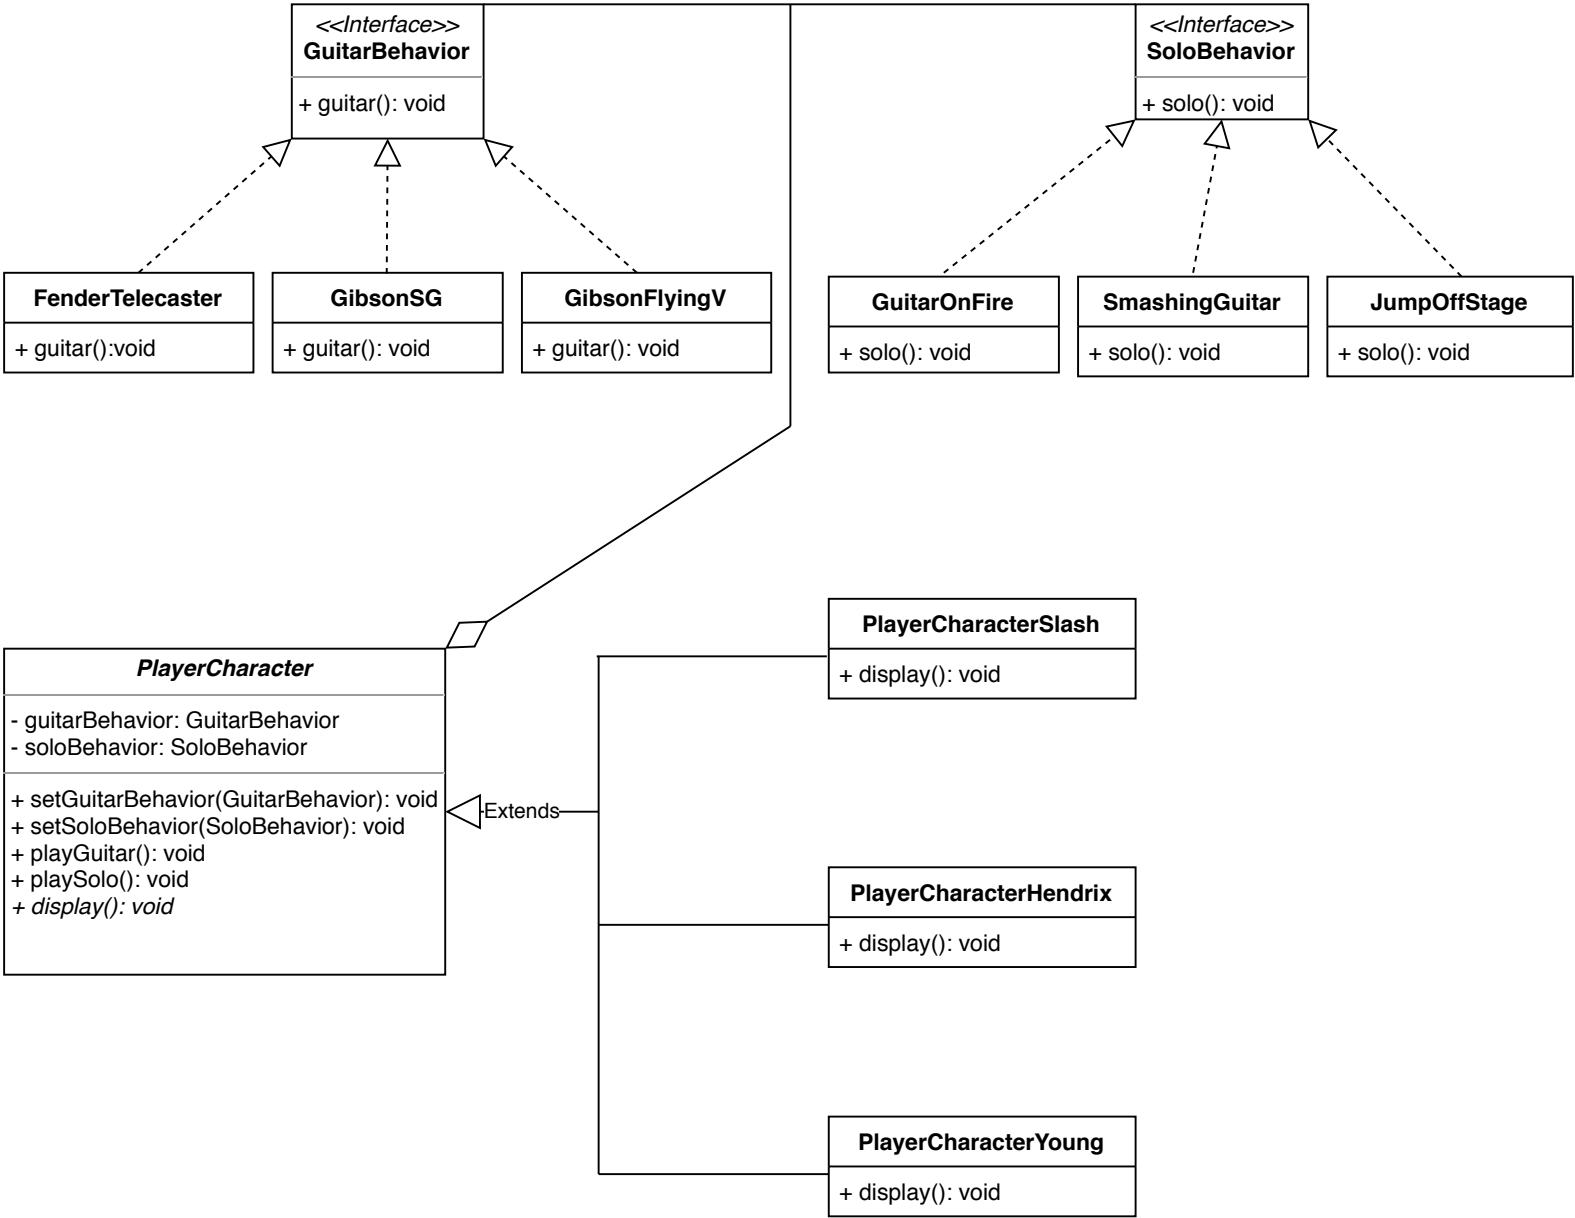 <<Interface>>
GuitarBehavior
+ guitar(): void
<<Interface>>
SoloBehavior
+ solo(): void
FenderTelecaster
+ guitar():void
GibsonSG
+ guitar(): void
GibsonFlyingV
+ guitar(): void
GuitarOnFire
+ solo(): void
SmashingGuitar
+ solo(): void
JumpOffStage
+ solo(): void
PlayerCharacter
- guitarBehavior: GuitarBehavior
- soloBehavior: SoloBehavior
+ setGuitarBehavior(GuitarBehavior): void
+ setSoloBehavior(SoloBehavior): void
+ playGuitar(): void
+ playSolo(): void
+ display(): void
Extends
PlayerCharacterSlash
+ display(): void
PlayerCharacterHendrix
+ display(): void
PlayerCharacterYoung
+ display(): void